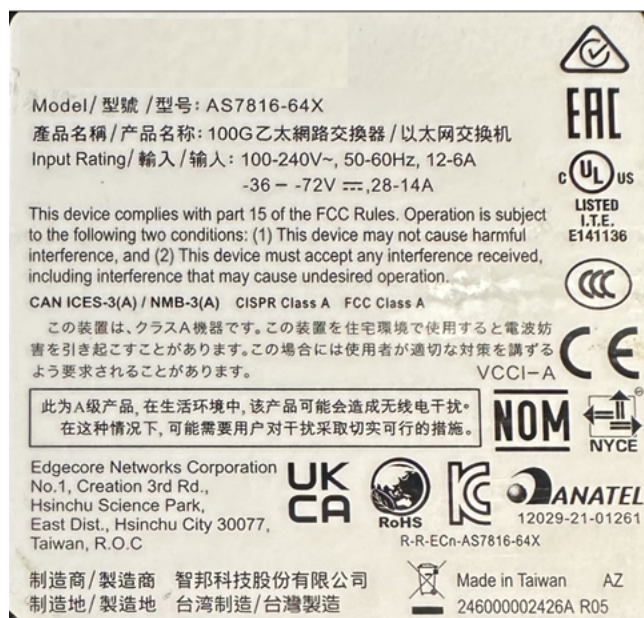 Model/型號/型号: AS7816-64X
產品名稱/产品名称: 100G乙太網路交換器/以太网交换机
Input Rating/輸入/输入: 100-240V~, 50-60Hz, 12-6A
-36 – -72V ⎓,28-14A
This device complies with part 15 of the FCC Rules. Operation is subject
to the following two conditions: (1) This device may not cause harmful
interference, and (2) This device must accept any interference received,
including interference that may cause undesired operation.
CAN ICES-3(A) / NMB-3(A) CISPR Class A FCC Class A
この装置は、クラスA機器です。この装置を住宅環境で使用すると電波妨
害を引き起こすことがあります。この場合には使用者が適切な対策を講ずる
よう要求されることがあります。
VCCI-A
此为A级产品, 在生活环境中, 该产品可能会造成无线电干扰。
在这种情况下, 可能需要用户对干扰采取切实可行的措施。
EAC
C UL US
LISTED
I.T.E.
E141136
CCC
CE
NOM
NYCE
Edgecore Networks Corporation
No.1, Creation 3rd Rd.,
Hsinchu Science Park,
East Dist., Hsinchu City 30077,
Taiwan, R.O.C
UK
CA
RoHS
KC
ANATEL
12029-21-01261
R-R-ECn-AS7816-64X
制造商/製造商 智邦科技股份有限公司
制造地/製造地 台湾制造/台灣製造
Made in Taiwan AZ
246000002426A R05